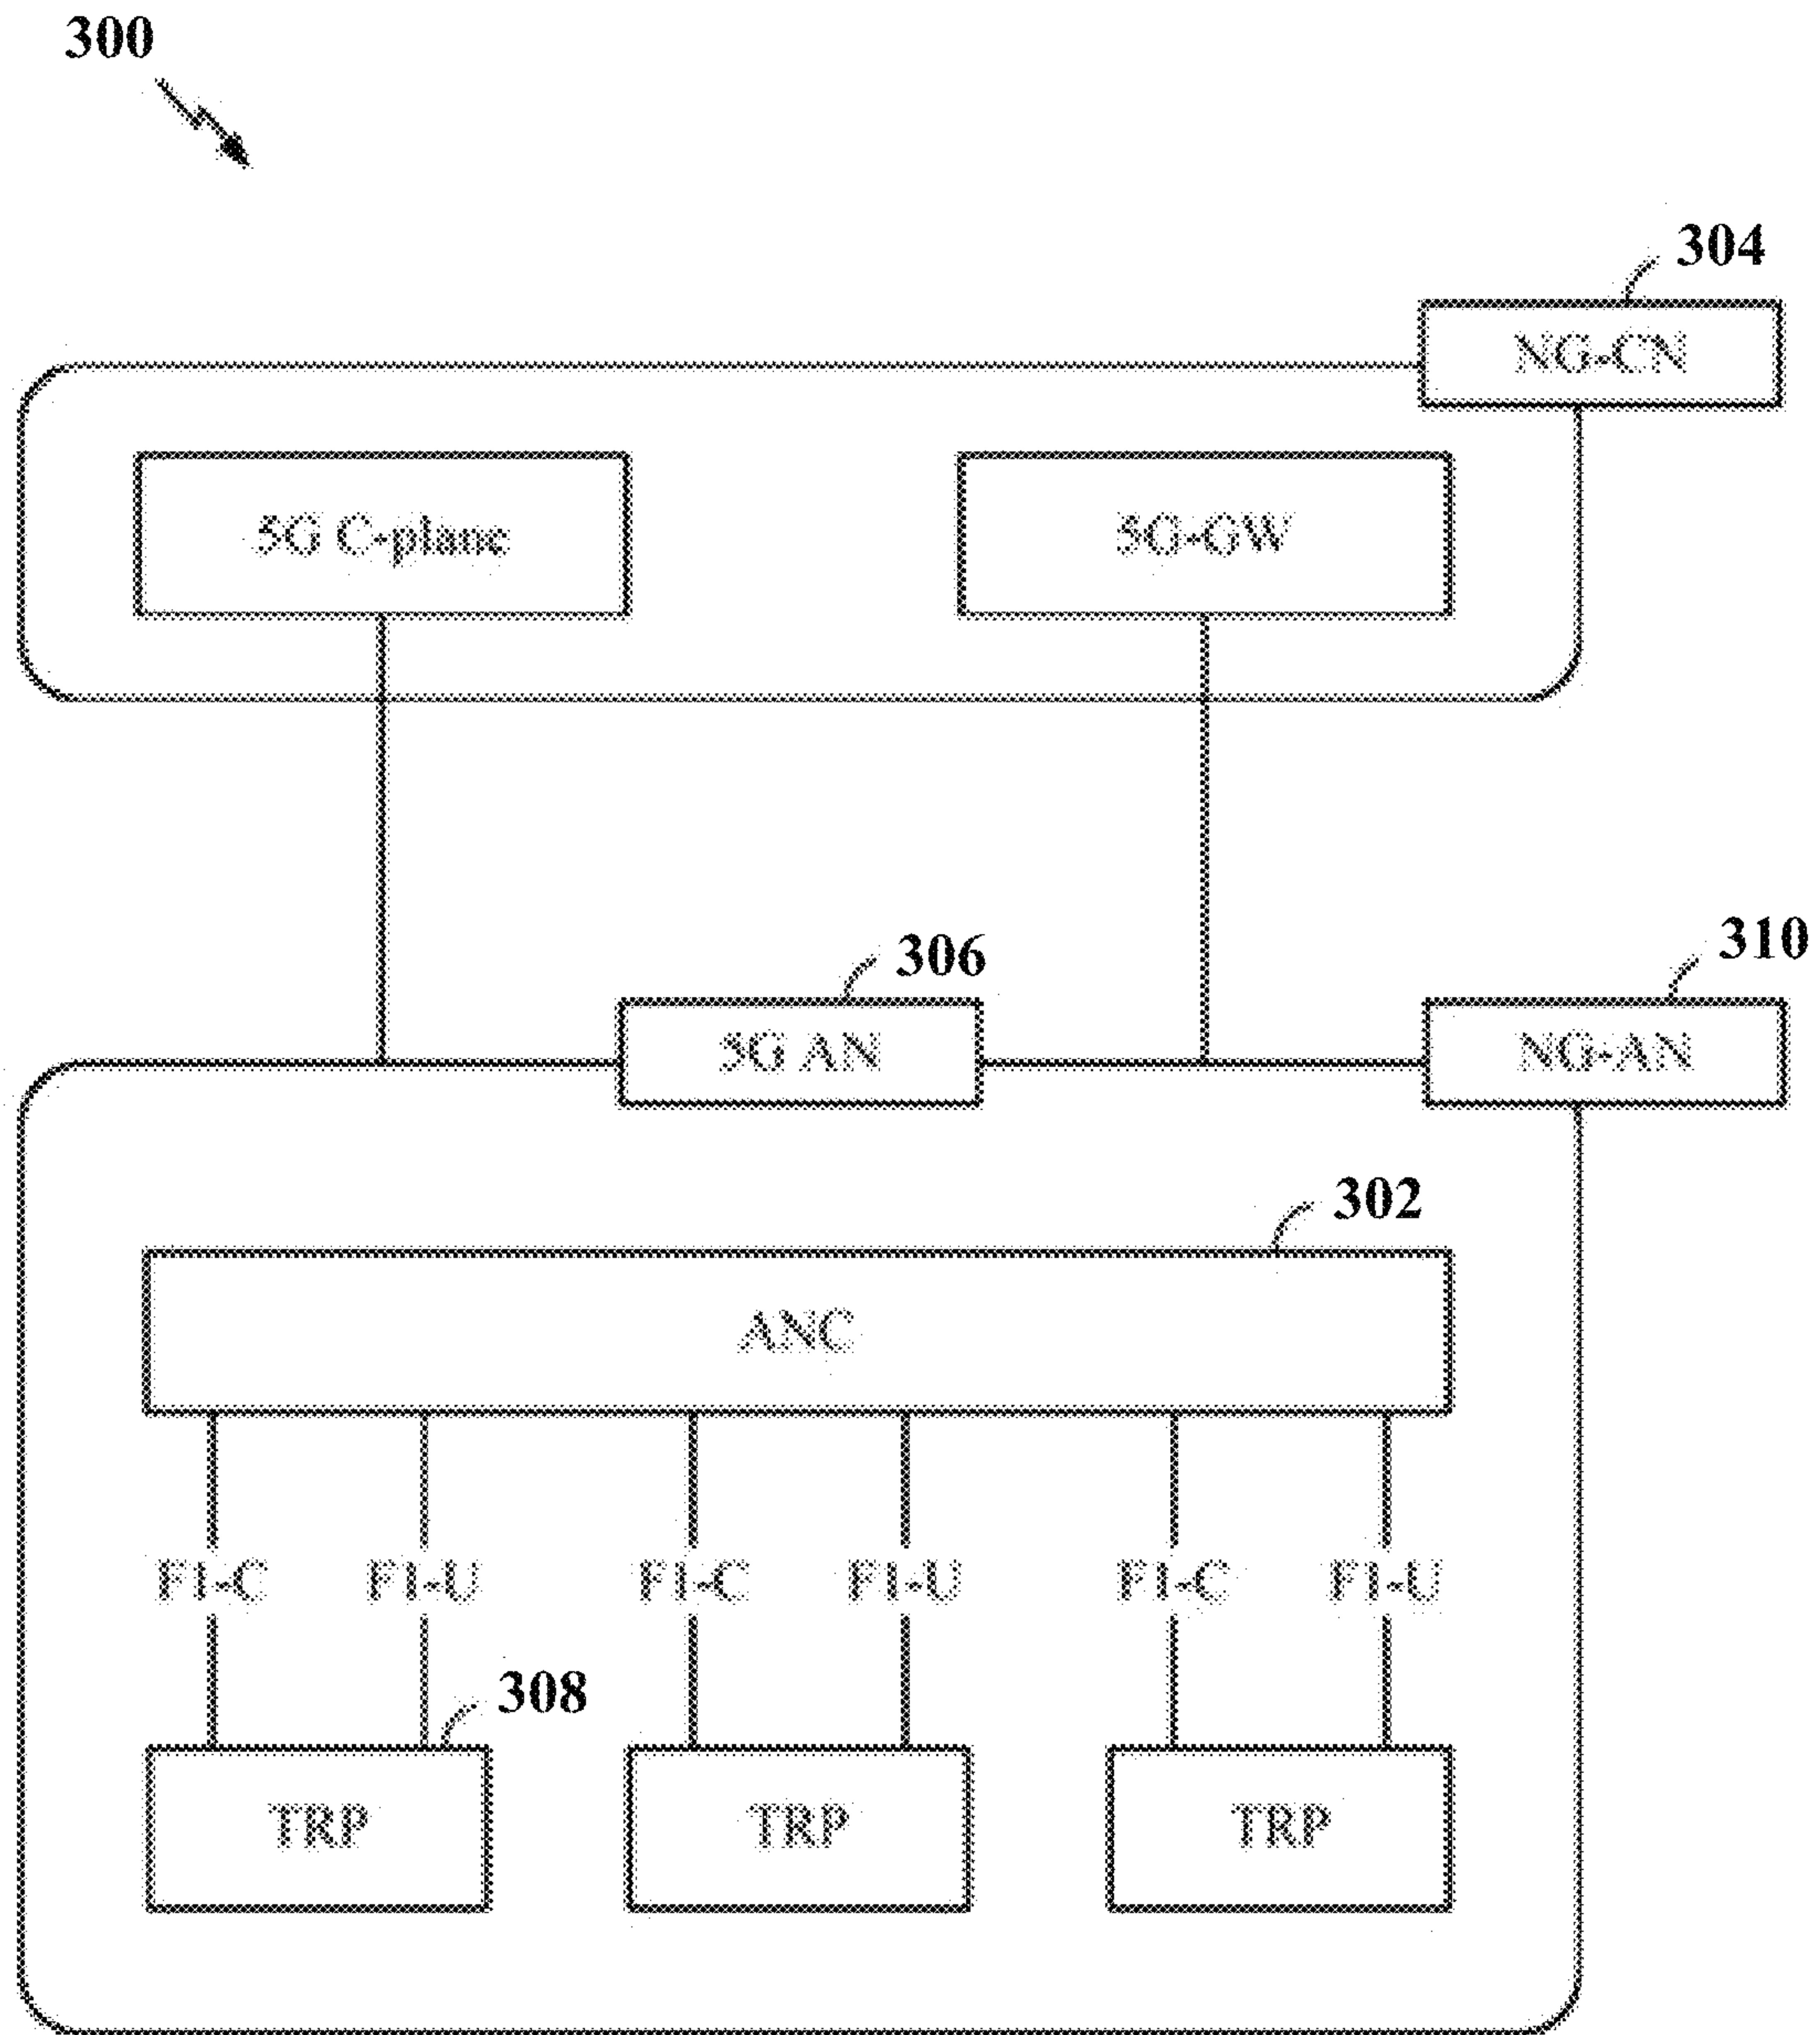 300
304
NG-CN
5G C-plane
5G-GW
306
310
5G AN
NG-AN
302
ANC
F1-C
F1-U
F1-C
F1-U
F1-C
F1-U
308
TRP
TRP
TRP